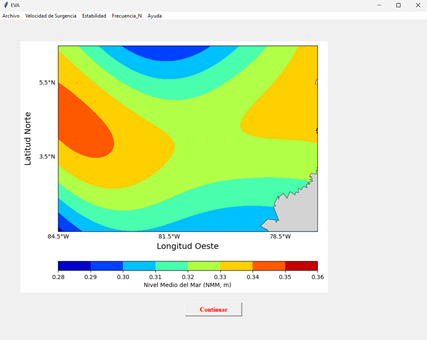 EVA
Archivo Velocidad de Surgencia Estabilidad Frecuencia_N Ayuda
Latitud Norte
5.5°N
3.5°N
84.5°W 81.5°W 78.5°W
Longitud Oeste
0.28 0.29 0.30 0.31 0.32 0.33 0.34 0.35 0.36
Nivel Medio del Mar (NMM, m)
Continuar